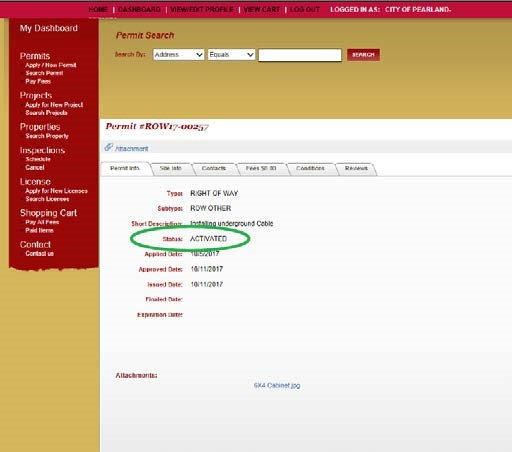 HOME | DASHBOARD | VIEW/EDIT PROFILE | VIEW CART | LOG OUT LOGGED IN AS: CITY OF PEARLAND-
My Dashboard
Permits
Apply / New Permit
Search Permit
Pay Fees
Projects
Apply for New Project
Search Projects
Properties
Search Property
Inspections
Schedule
Cancel
License
Apply for New Licenses
Search Licenses
Shopping Cart
Pay All Fees
Paid Items
Contact
Contact us
Permit Search
Search By: Address Equals SEARCH
Permit #ROW17-00257
Attachment
Permit Info Site Info Contacts Fees $0.00 Conditions Reviews
Type: RIGHT OF WAY
Subtype: ROW OTHER
Short Description: Installing underground Cable
Status: ACTIVATED
Applied Date: 10/5/2017
Approved Date: 10/11/2017
Issued Date: 10/11/2017
Finaled Date:
Expiration Date:
Attachments:
6X4 Cabinet.jpg